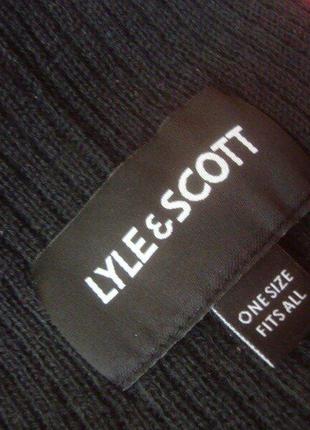 LYLE & SCOTT
ONE SIZE
FITS ALL